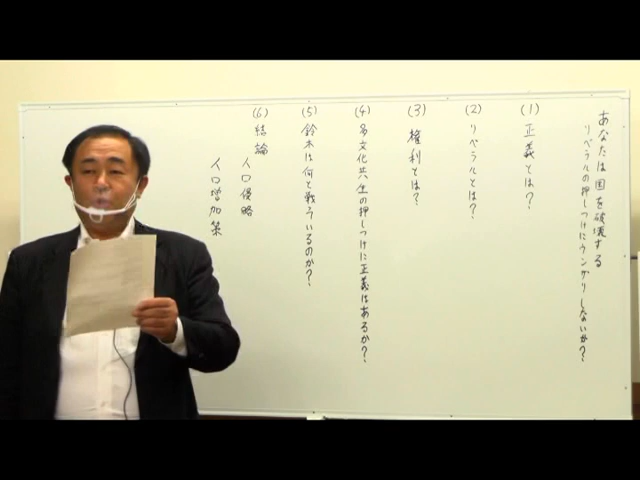 あなたは国を破壊する
リベラルの押しつけにウンザリしないか？
(1) 正義とは？
(2) リベラルとは？
(3) 権利とは？
(4) 多文化共生の押しつけに正義はあるか？
(5) 鈴木は何と戦ういるのか？
(6) 結論
人口侵略
人口増加策